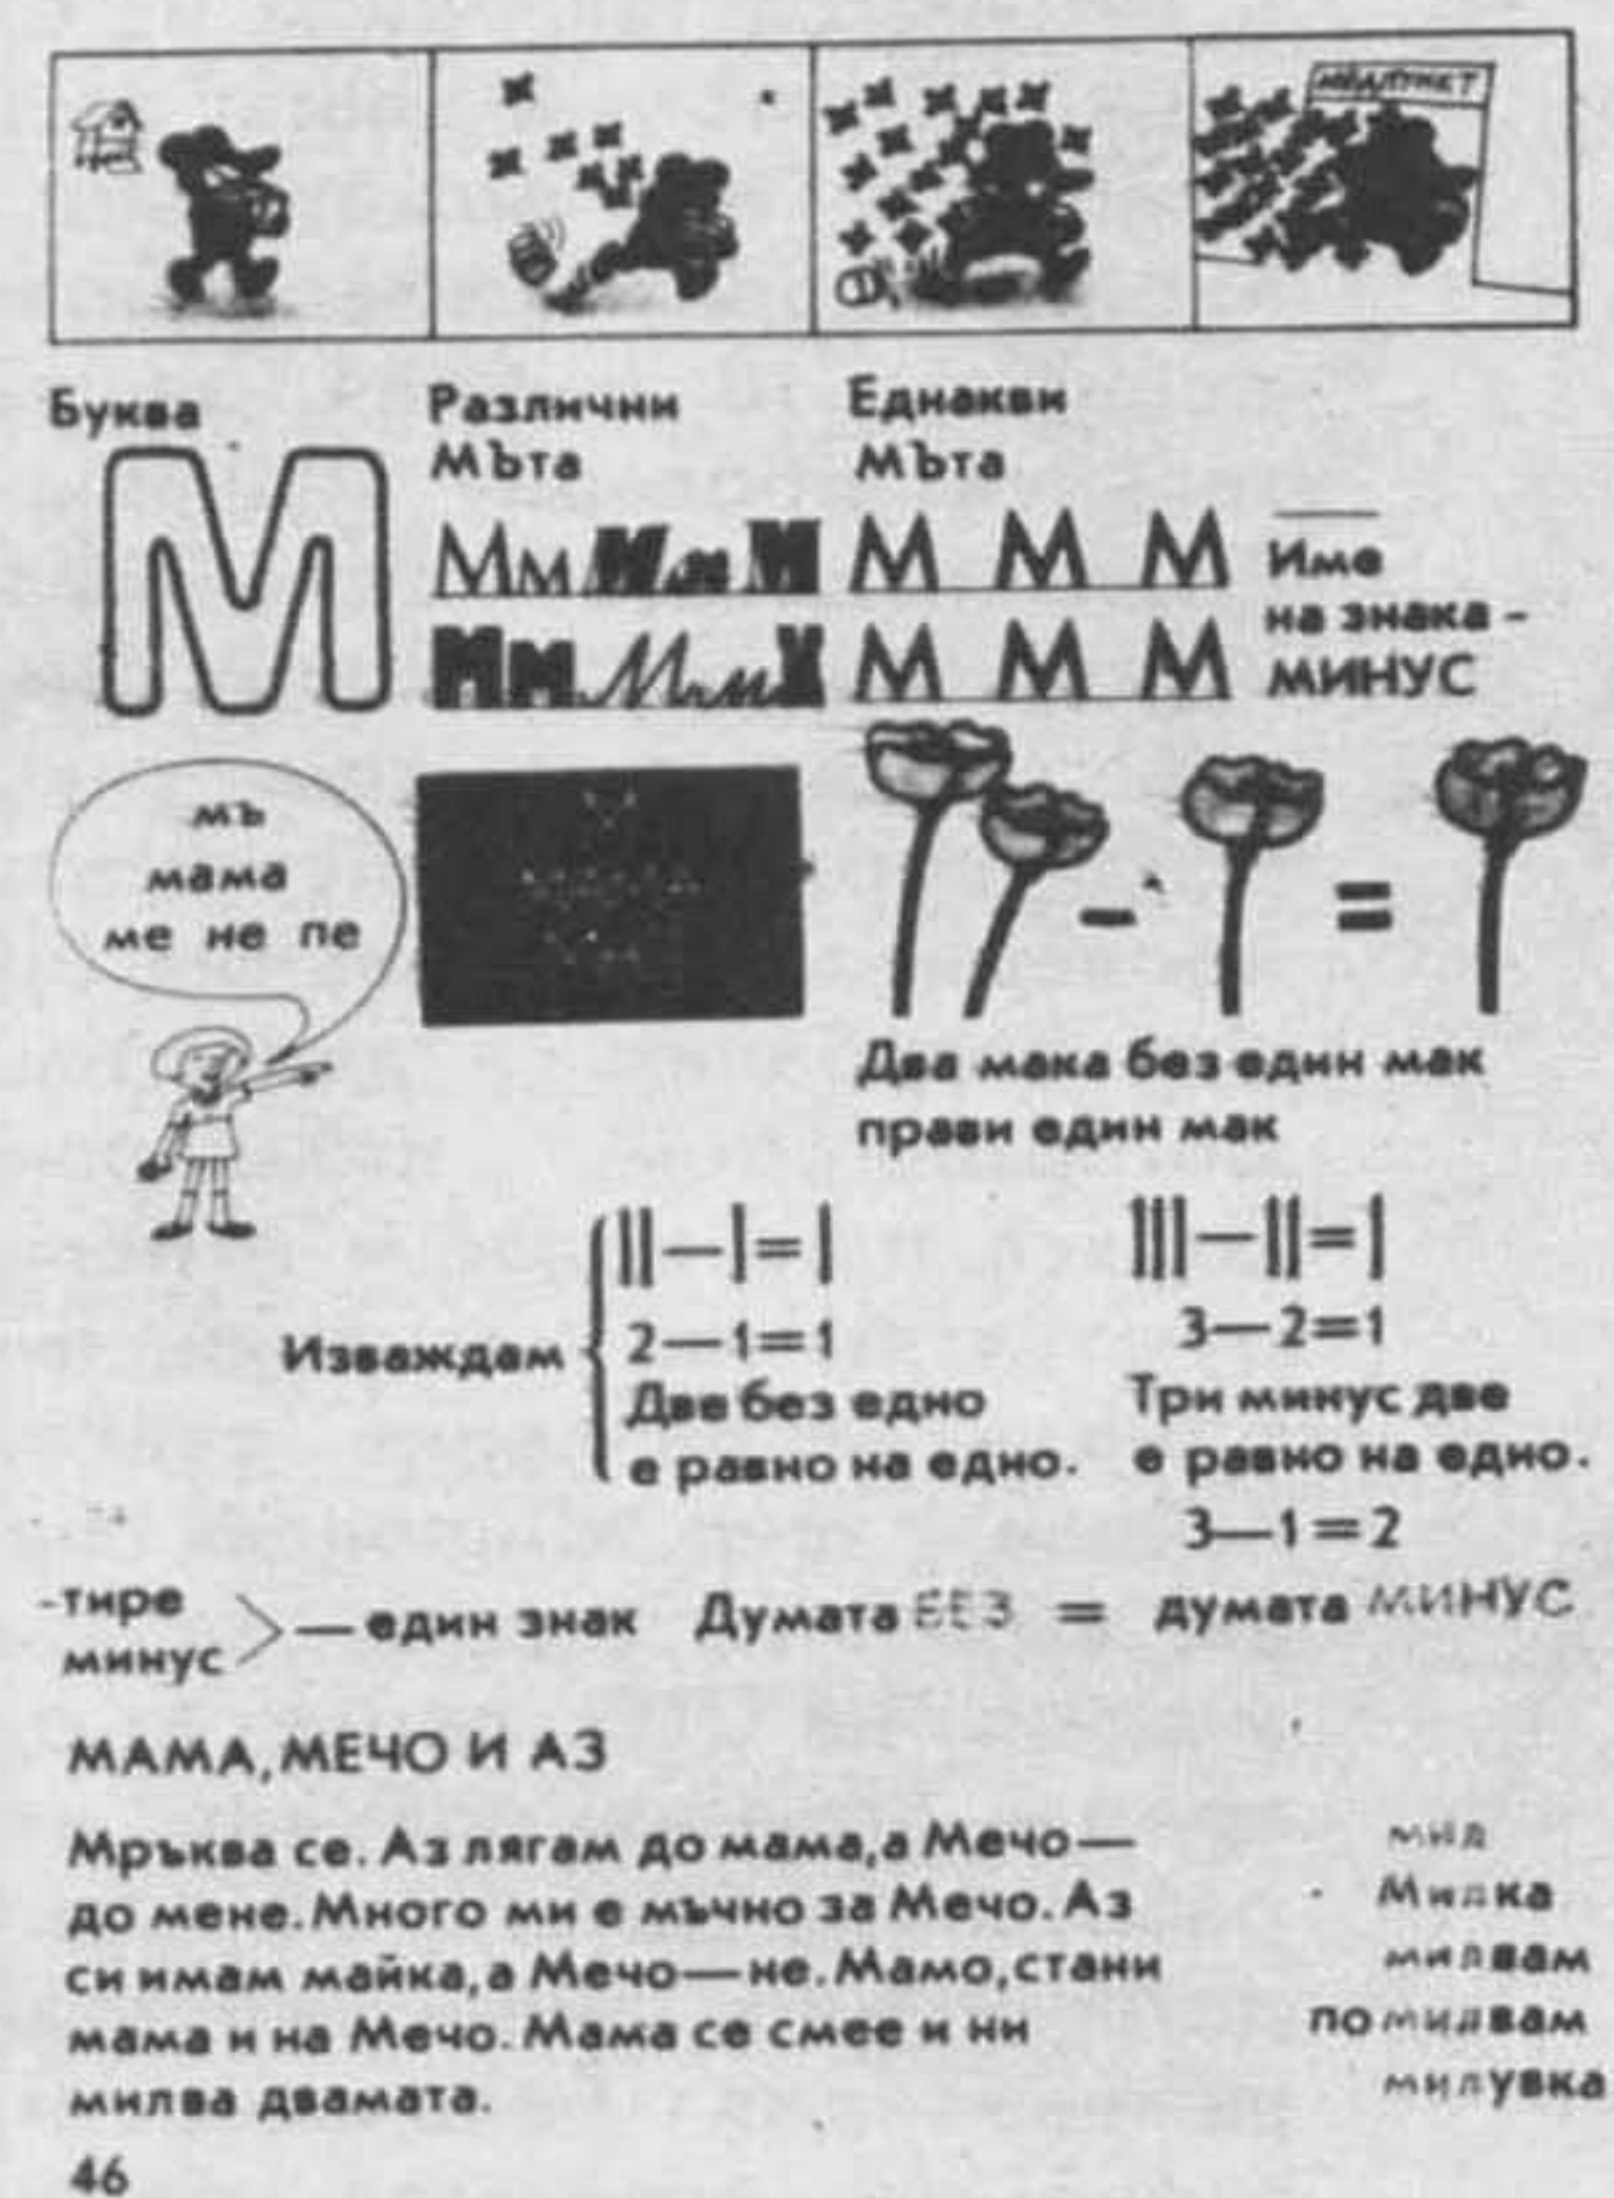 МЕДПУНКТ
Буква
М
Различни
МЪта
Мм Мм М
Мм Мм
Еднакви
МЪта
М М М
М М М
—
Име
на знака –
МИНУС
мъ
мама
ме не пе
– =
Два мака без един мак
прави един мак
Изваждам
||—|=|
2—1=1
Две без едно
е равно на едно.
|||—||=|
3—2=1
Три минус две
е равно на едно.
3—1=2
-тире
минус
—един знак
Думата БЕЗ = думата МИНУС
МАМА, МЕЧО И АЗ
Мръква се. Аз лягам до мама, а Мечо—
до мене. Много ми е мъчно за Мечо. Аз
си имам майка, а Мечо—не. Мамо, стани
мама и на Мечо. Мама се смее и ни
милва двамата.
мил
Милка
милвам
помилвам
милувка
46